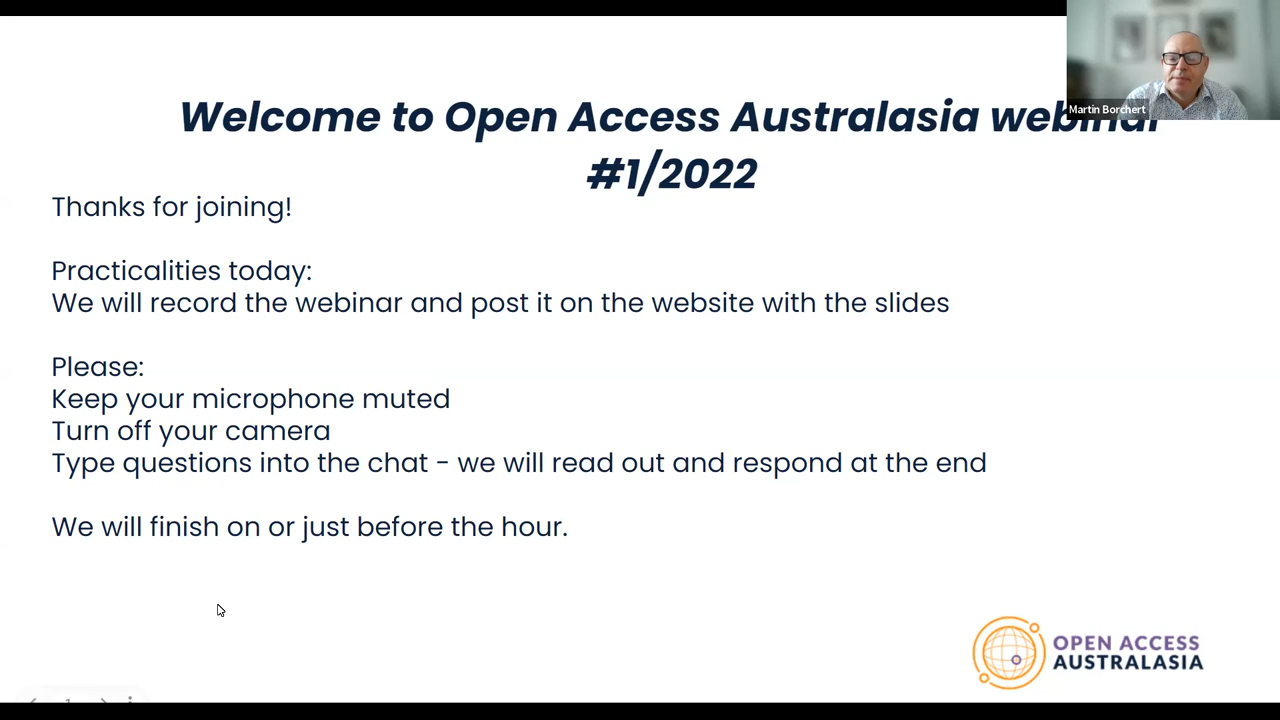 Welcome to Open Access Australasia webinar
#1/2022
Martin Borchert
Thanks for joining!
Practicalities today:
We will record the webinar and post it on the website with the slides
Please:
Keep your microphone muted
Turn off your camera
Type questions into the chat - we will read out and respond at the end
We will finish on or just before the hour.
OPEN ACCESS
AUSTRALASIA